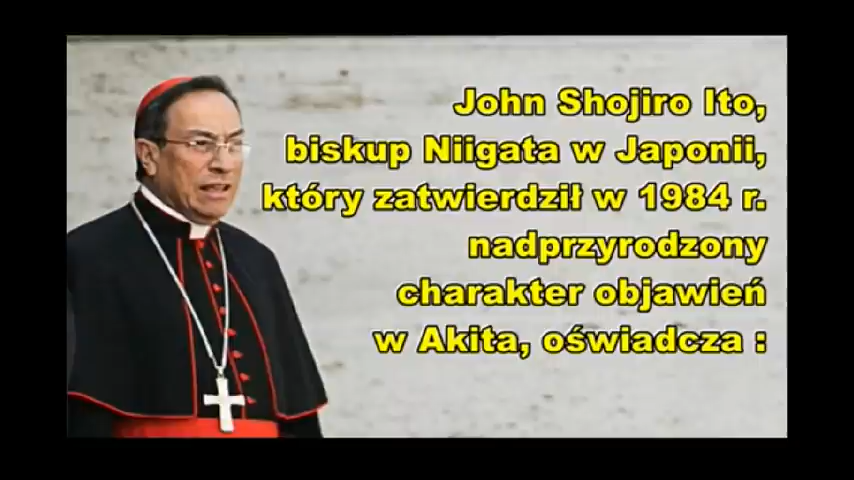 John Shojiro Ito,
biskup Niigata w Japonii,
który zatwierdził w 1984 r.
nadprzyrodzony
charakter objawień
w Akita, oświadcza :